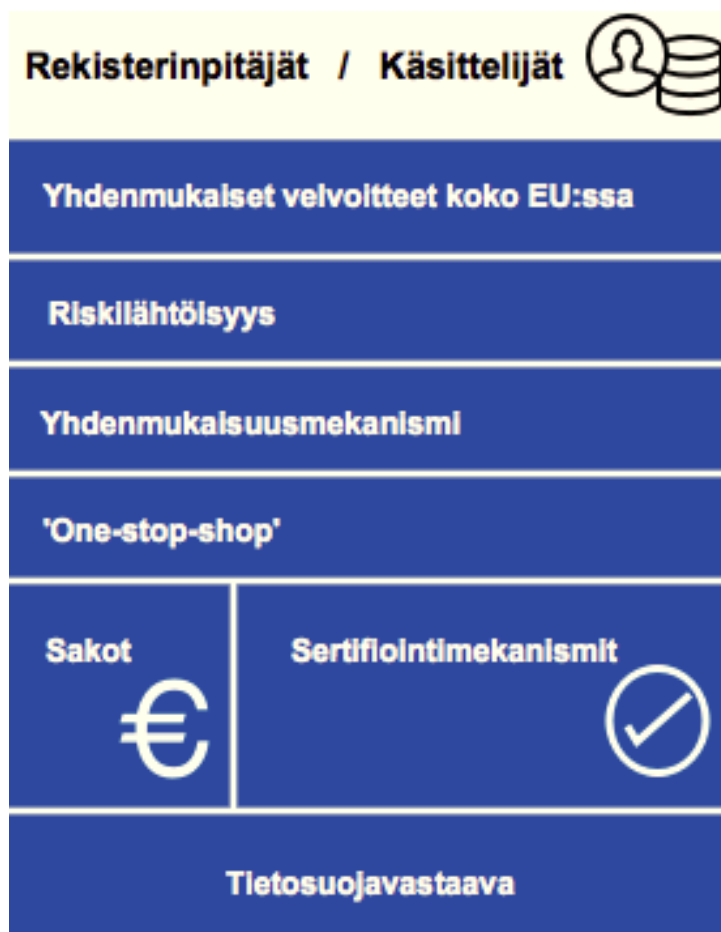 Rekisterinpitäjät / Käsittelijät
Yhdenmukaiset velvoitteet koko EU:ssa
Riskilähtöisyys
Yhdenmukaisuusmekanismi
'One-stop-shop'
Sakot
Sertifiointimekanismit
€
Tietosuojavastaava